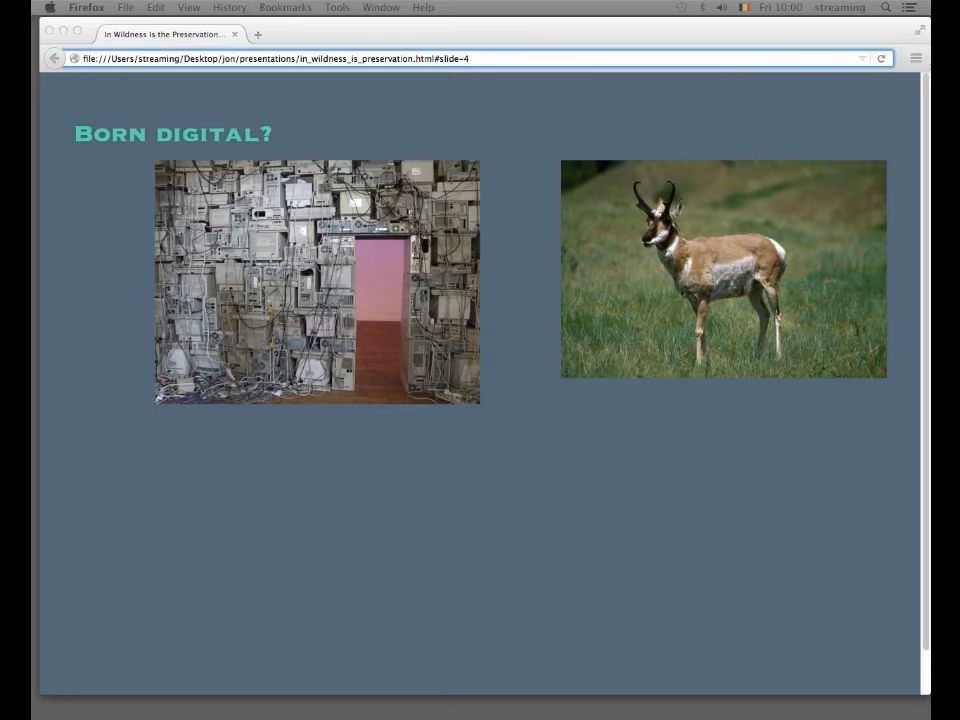 Firefox File Edit View History Bookmarks Tools Window Help Fri 10:00 streaming
In Wildness Is the Preservation...
file:///Users/streaming/Desktop/jon/presentations/in_wildness_is_preservation.html#slide-4
Born digital?